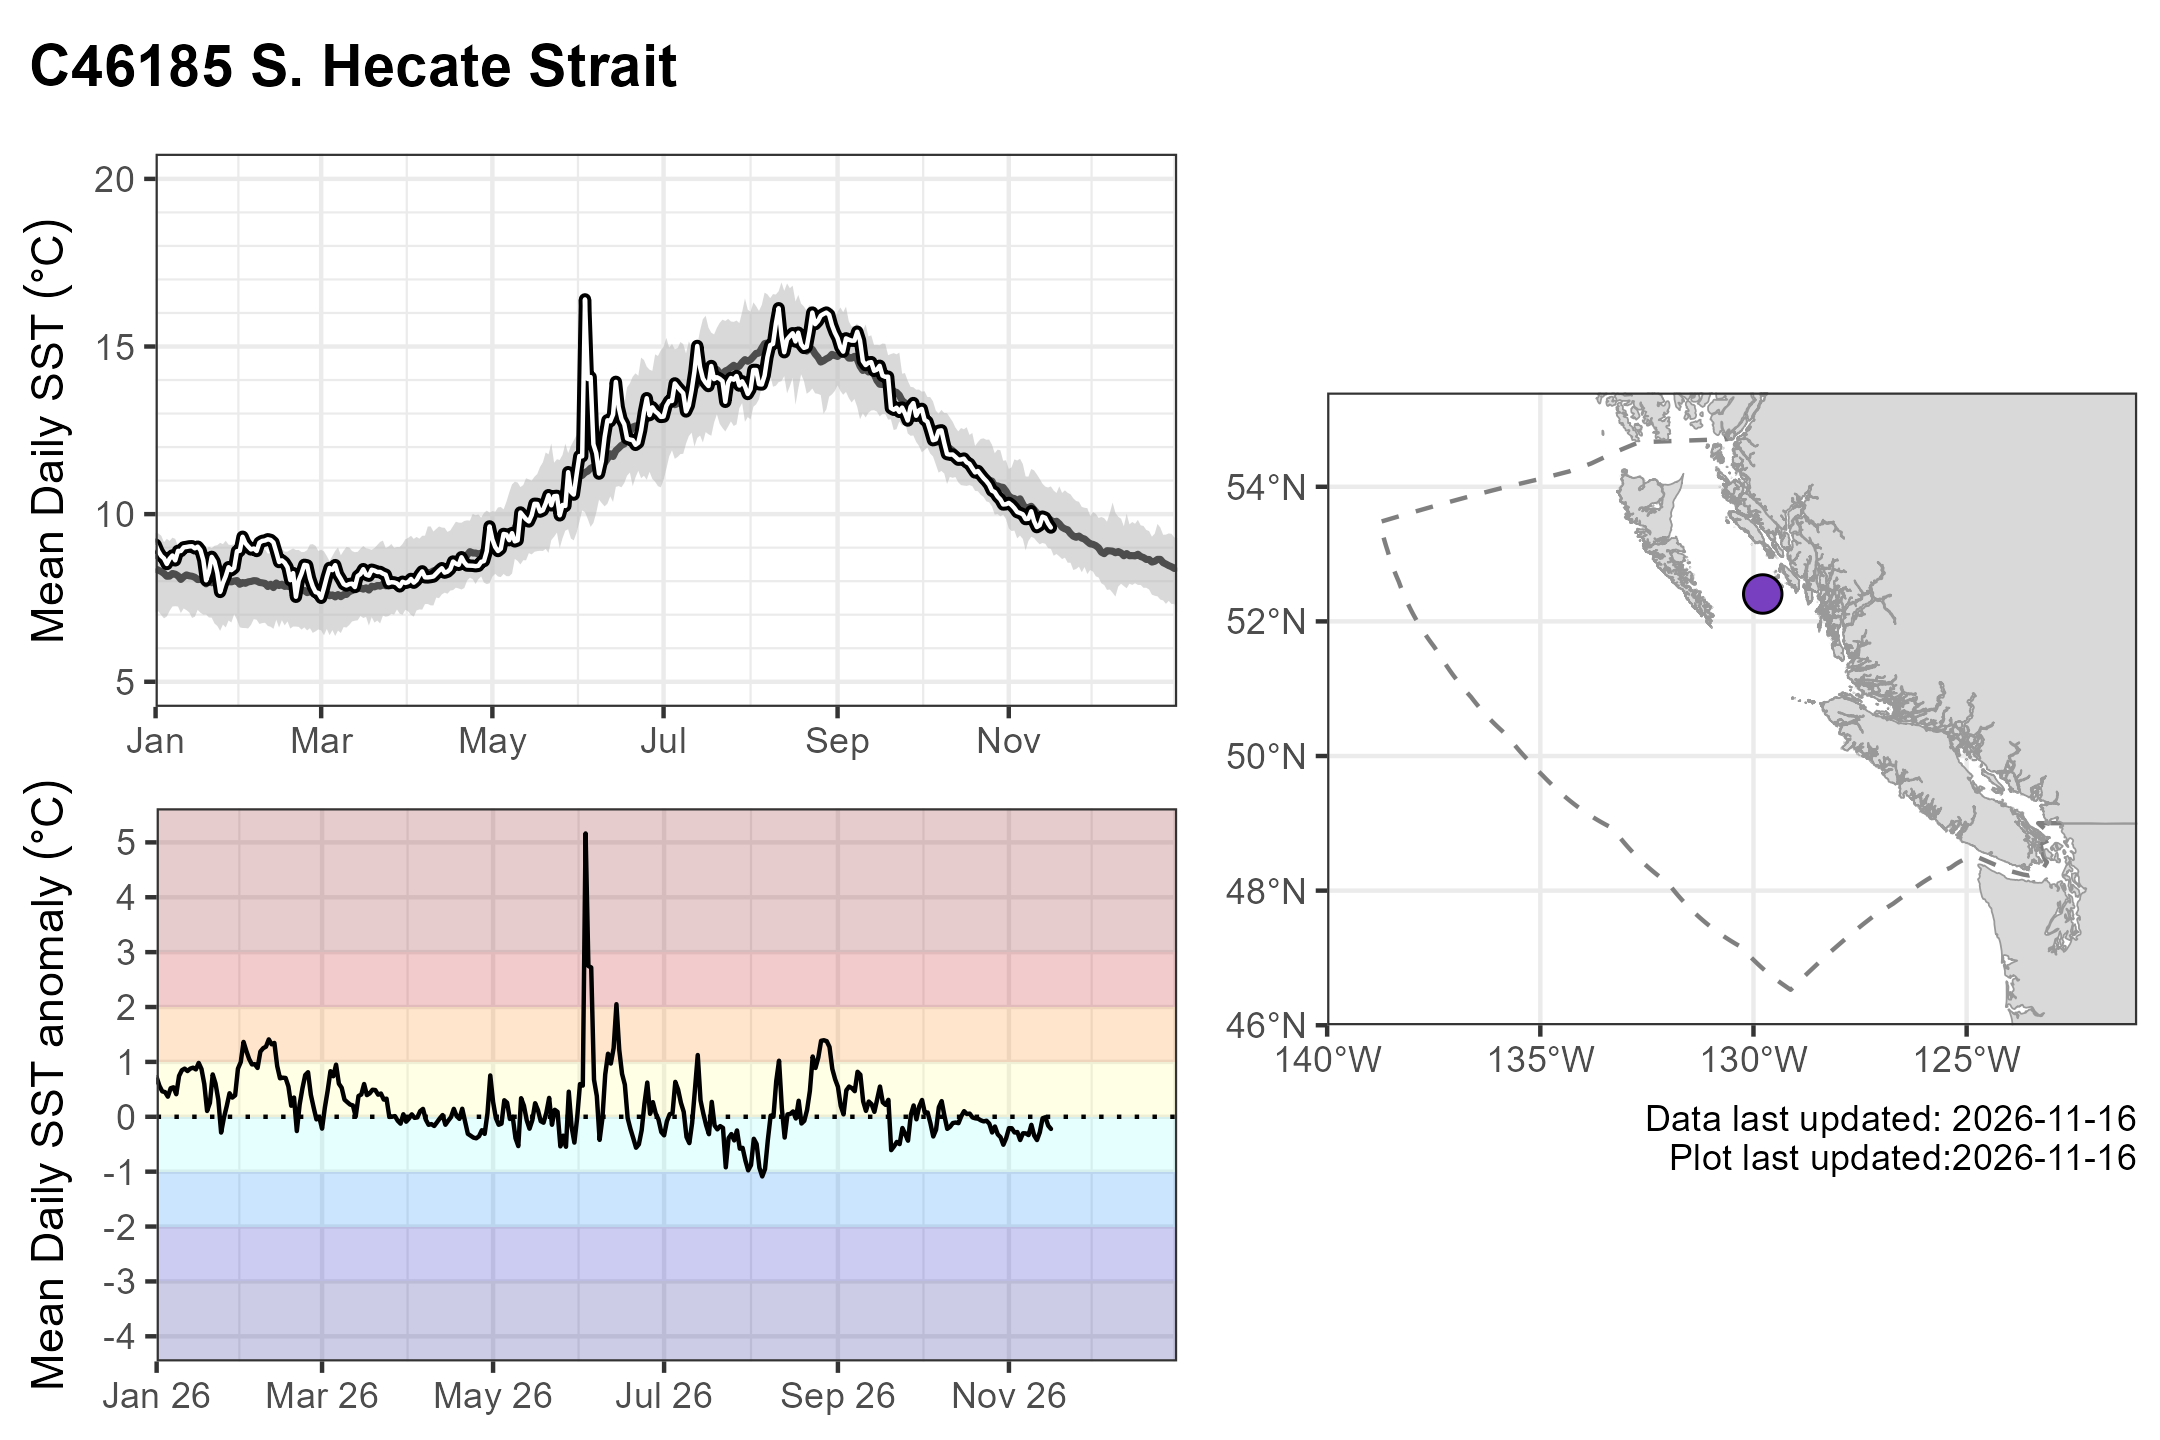 C46185 S. Hecate Strait
Mean Daily SST (°C)
20
15
10
5
Jan Mar May Jul Sep Nov
Mean Daily SST anomaly (°C)
5
4
3
2
1
0
-1
-2
-3
-4
Jan 26 Mar 26 May 26 Jul 26 Sep 26 Nov 26
54°N
52°N
50°N
48°N
46°N
140°W 135°W 130°W 125°W
Data last updated: 2026-11-16
Plot last updated:2026-11-16